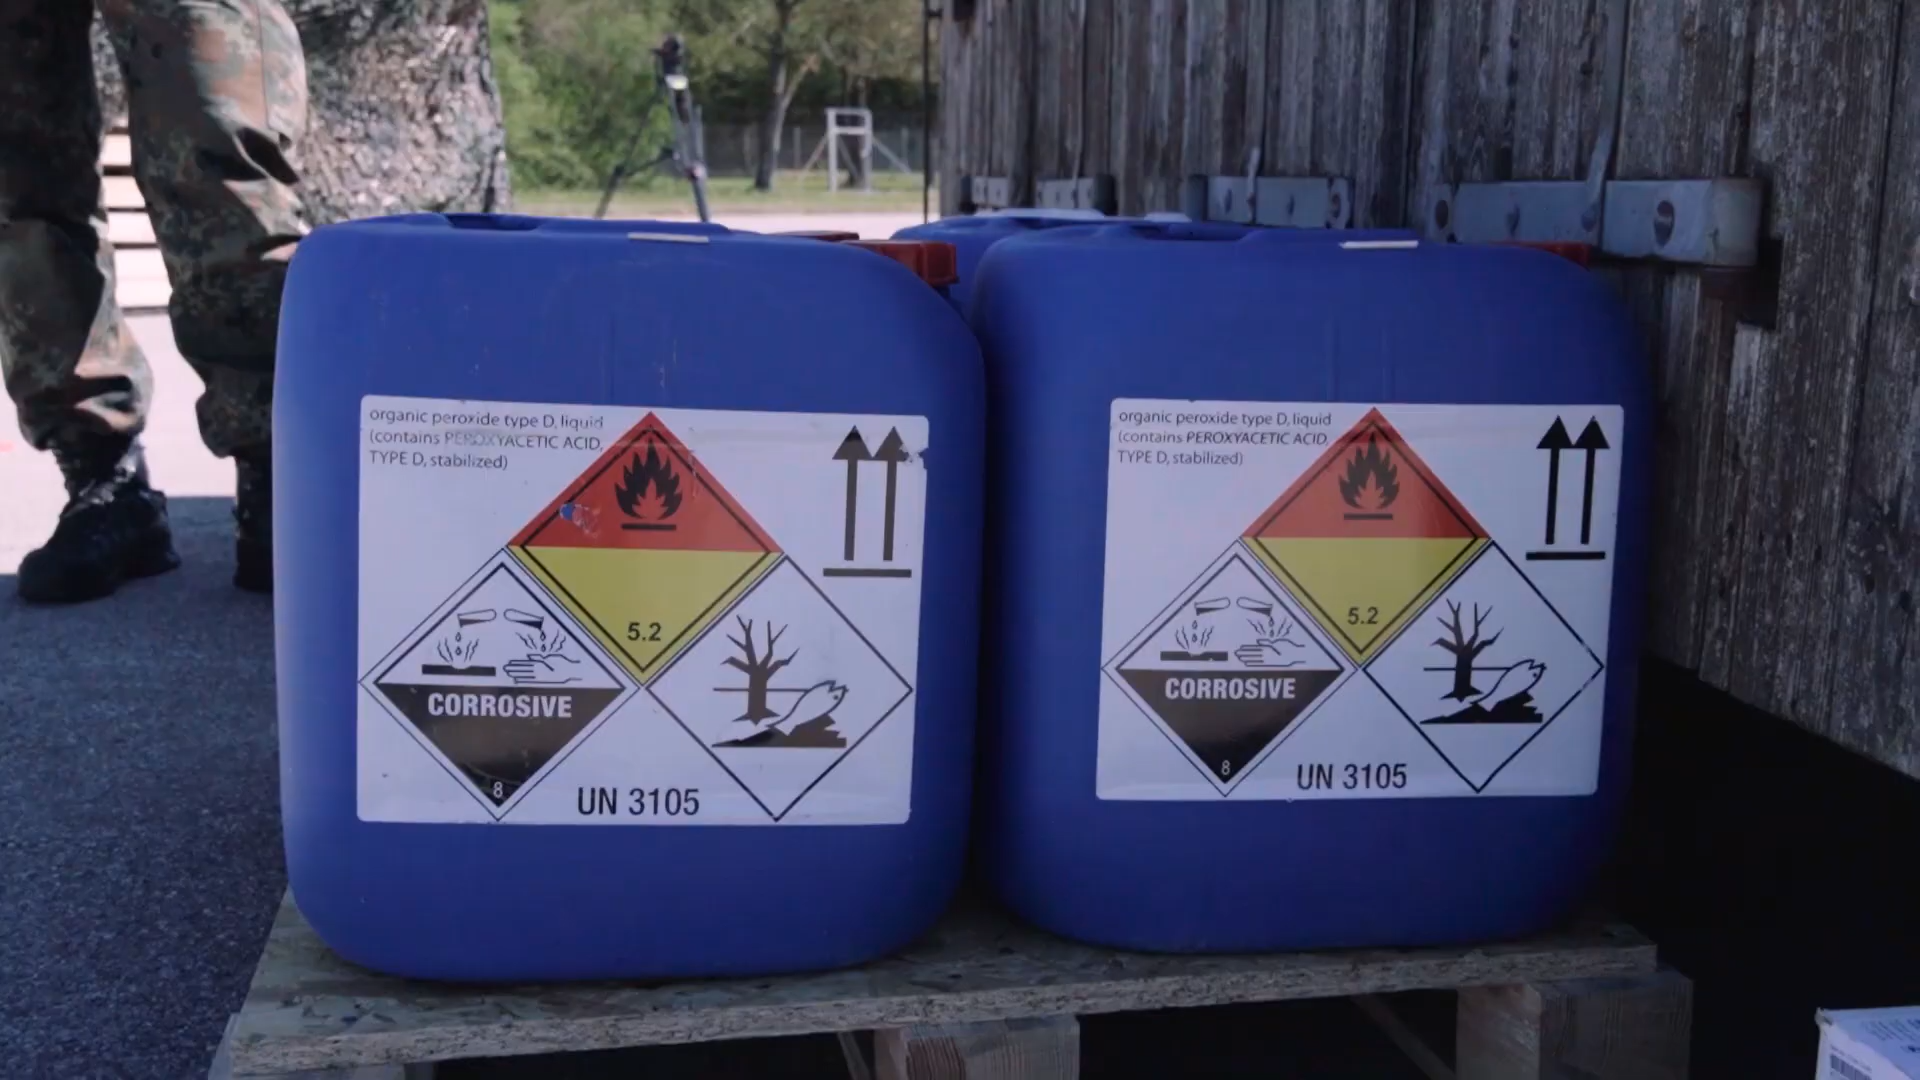 organic peroxide type D, liquid
(contains PEROXYACETIC ACID,
TYPE D, stabilized)
5.2
CORROSIVE
8
UN 3105
organic peroxide type D, liquid
(contains PEROXYACETIC ACID,
TYPE D, stabilized)
5.2
CORROSIVE
8
UN 3105